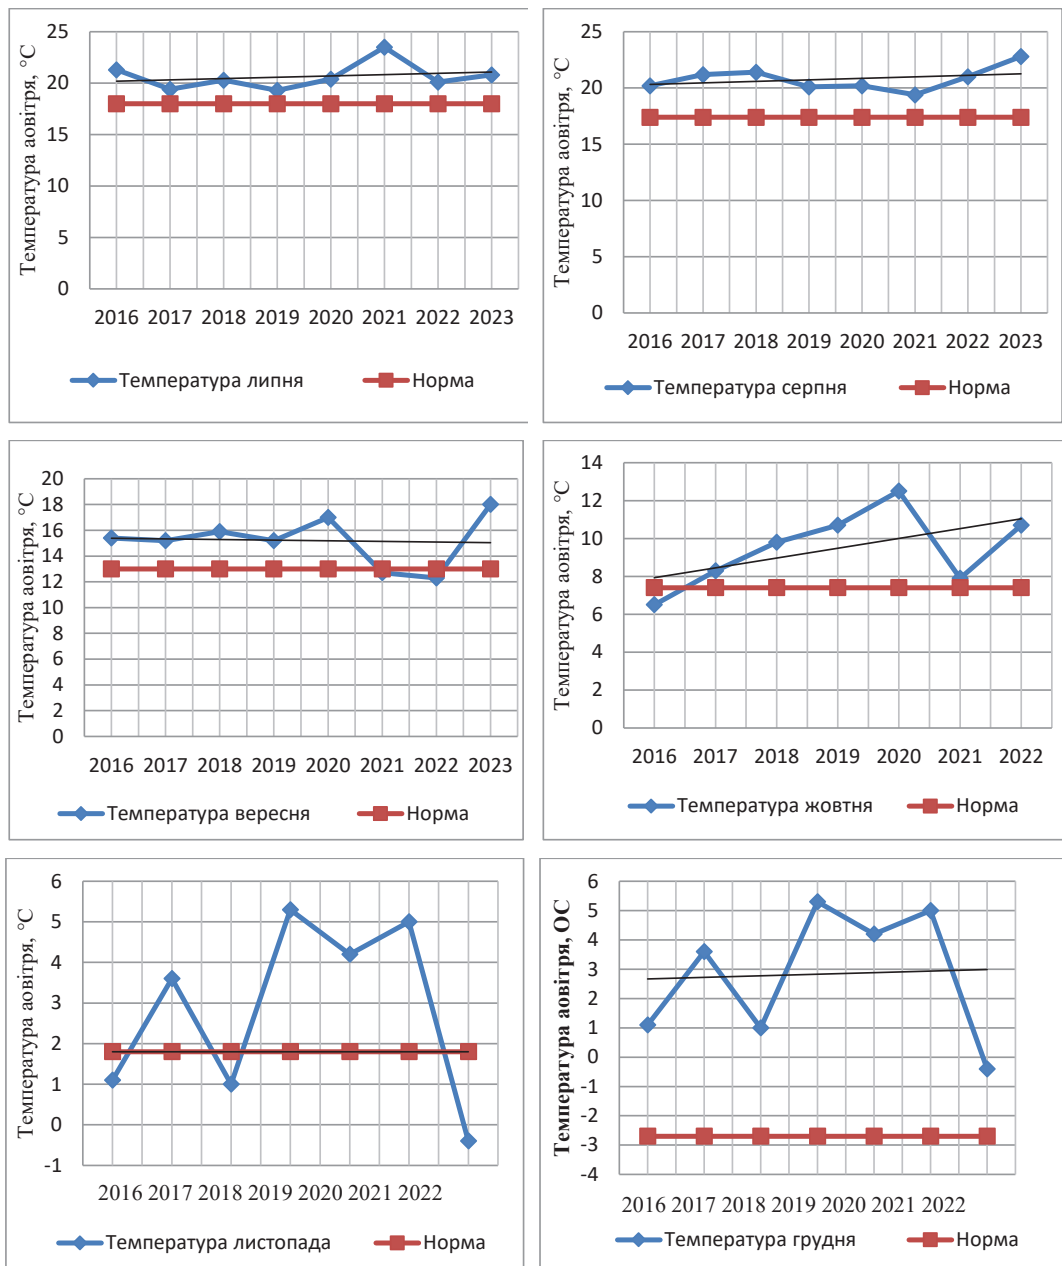 Температура аовітря, °С
25
20
15
10
5
0
2016 2017 2018 2019 2020 2021 2022 2023
Температура липня Норма
Температура аовітря, °С
25
20
15
10
5
0
2016 2017 2018 2019 2020 2021 2022 2023
Температура серпня Норма
Температура аовітря, °С
20
18
16
14
12
10
8
6
4
2
0
2016 2017 2018 2019 2020 2021 2022 2023
Температура вересня Норма
Температура аовітря, °С
14
12
10
8
6
4
2
0
2016 2017 2018 2019 2020 2021 2022
Температура жовтня Норма
Температура аовітря, °С
6
5
4
3
2
1
0
-1
2016 2017 2018 2019 2020 2021 2022
Температура листопада Норма
Температура аовітря, ОС
6
5
4
3
2
1
0
-1
-2
-3
-4
2016 2017 2018 2019 2020 2021 2022
Температура грудня Норма